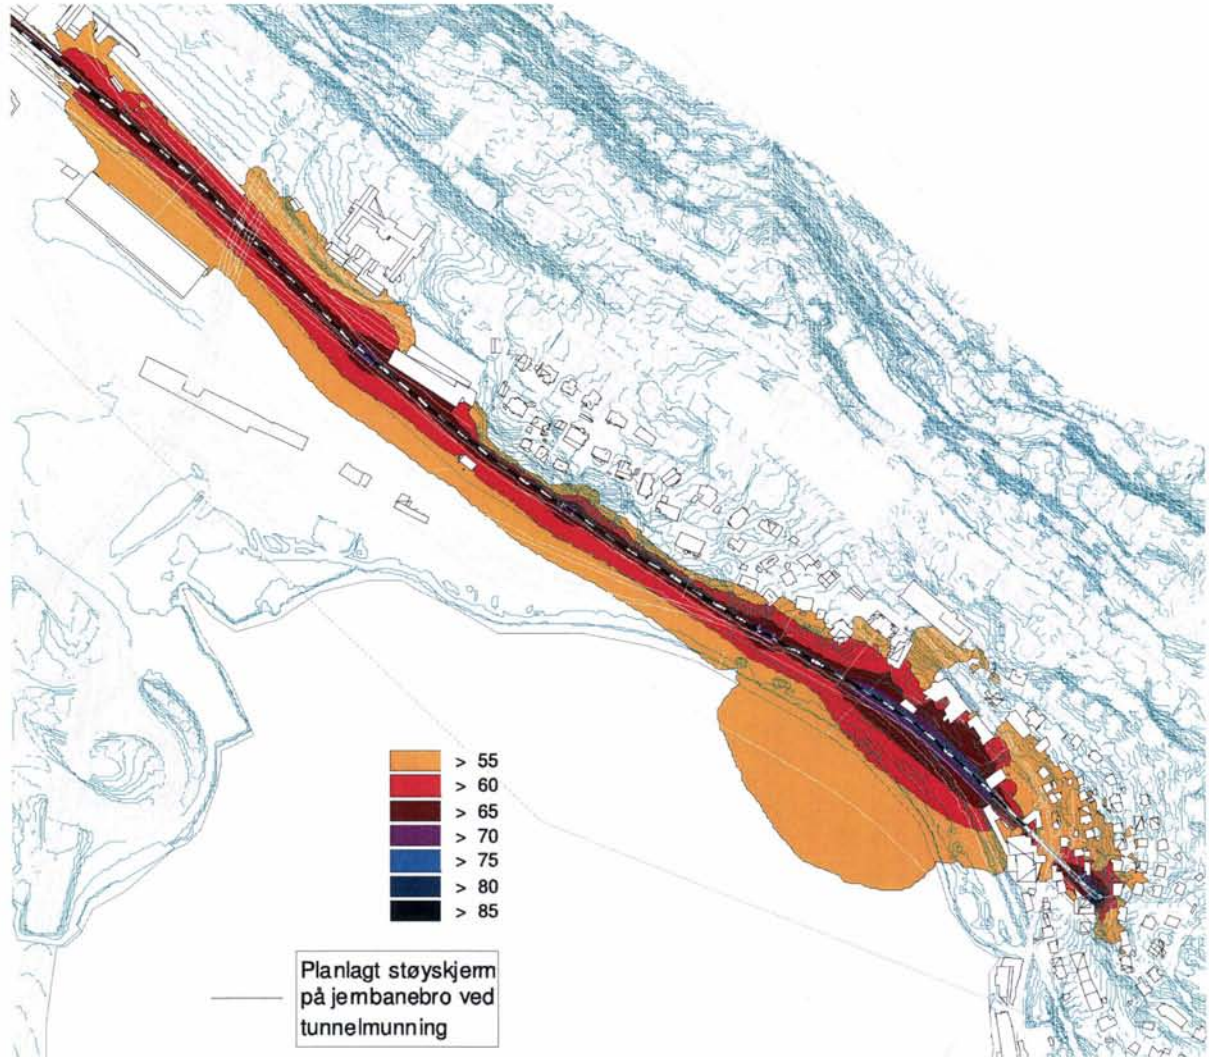 > 55
> 60
> 65
> 70
> 75
> 80
> 85
Planlagt støyskjerm
på jernbanebro ved
tunnelmunning